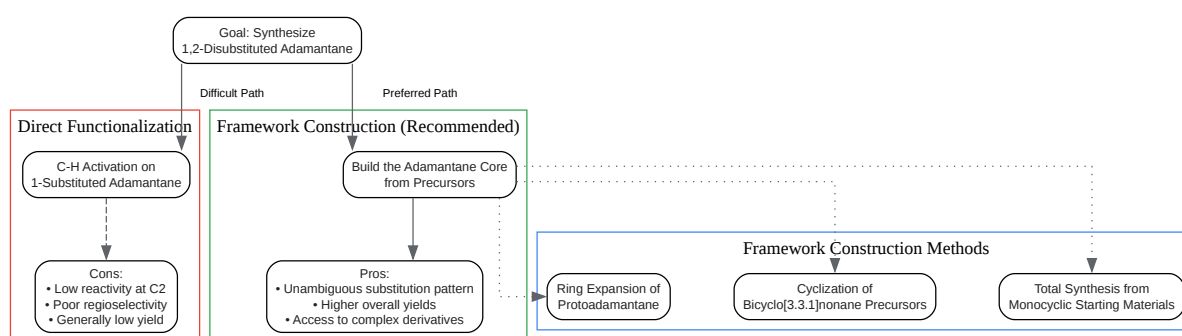 Goal: Synthesize
1,2-Disubstituted Adamantane
Difficult Path
Preferred Path
Direct Functionalization
Framework Construction (Recommended)
C-H Activation on
1-Substituted Adamantane
Build the Adamantane Core
from Precursors
Framework Construction Methods
Cons:
• Low reactivity at C2
• Poor regioselectivity
• Generally low yield
Pros:
• Unambiguous substitution pattern
• Higher overall yields
• Access to complex derivatives
Ring Expansion of
Protoadamantane
Cyclization of
Bicyclo[3.3.1]nonane Precursors
Total Synthesis from
Monocyclic Starting Materials